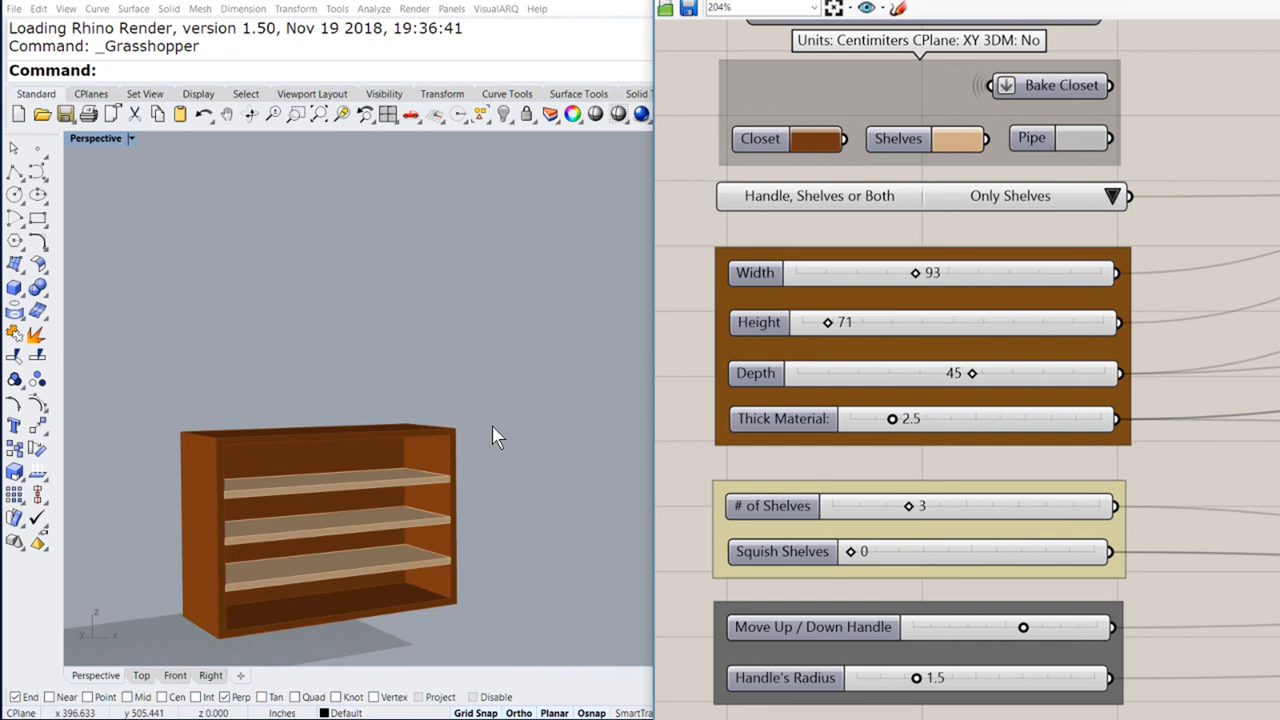 File Edit View Curve Surface Solid Mesh Dimension Transform Tools Analyze Render Panels VisualARQ Help
Loading Rhino Render, version 1.50, Nov 19 2018, 19:36:41
Command: _Grasshopper
Command:
Standard CPlanes Set View Display Select Viewport Layout Visibility Transform Curve Tools Surface Tools Solid T
Perspective
z
y x
Perspective Top Front Right
End Near Point Mid Cen Int Perp Tan Quad Knot Vertex Project Disable
CPlane x 396.633 y 505.441 z 0.000 Inches Default Grid Snap Ortho Planar Osnap SmartTra
204%
Units: Centimiters CPlane: XY 3DM: No
Bake Closet
Closet Shelves Pipe
Handle, Shelves or Both Only Shelves
Width 93
Height 71
Depth 45
Thick Material: 2.5
# of Shelves 3
Squish Shelves 0
Move Up / Down Handle
Handle's Radius 1.5